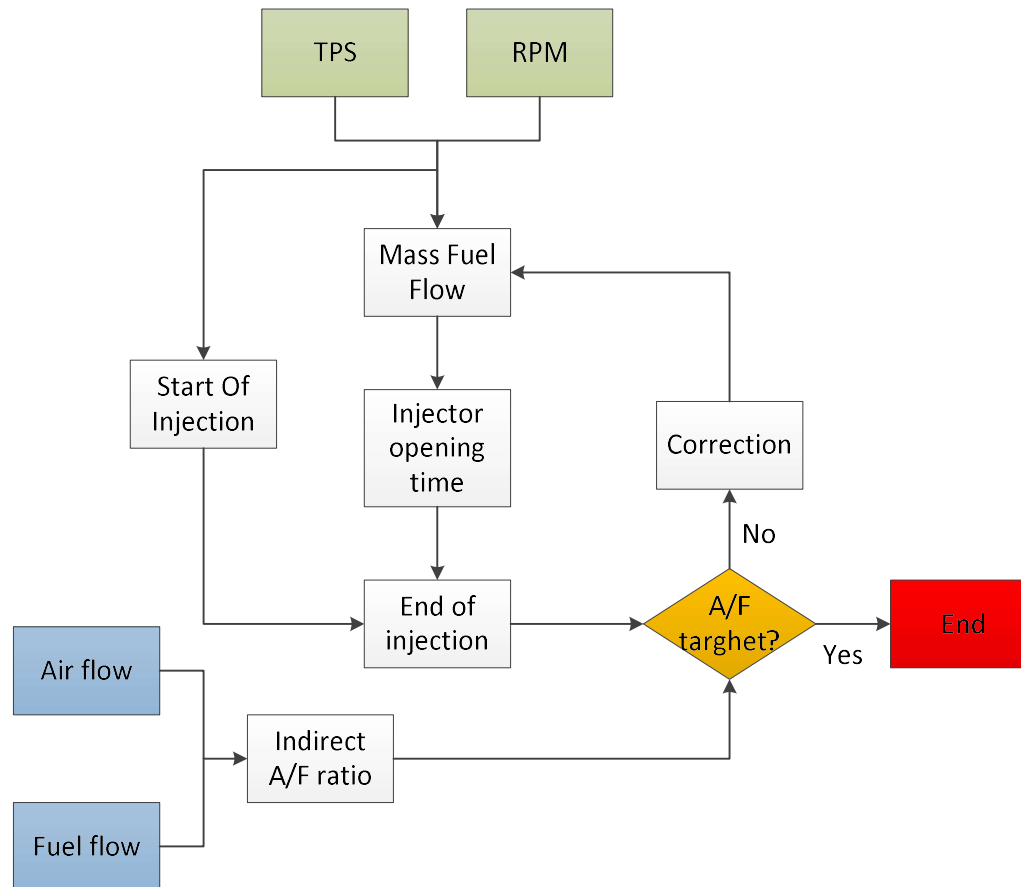 TPS
RPM
Mass Fuel
Flow
Start Of
Injection
Injector
opening
time
Correction
No
End of
injection
A/F
targhet?
Yes
End
Air flow
Indirect
A/F ratio
Fuel flow